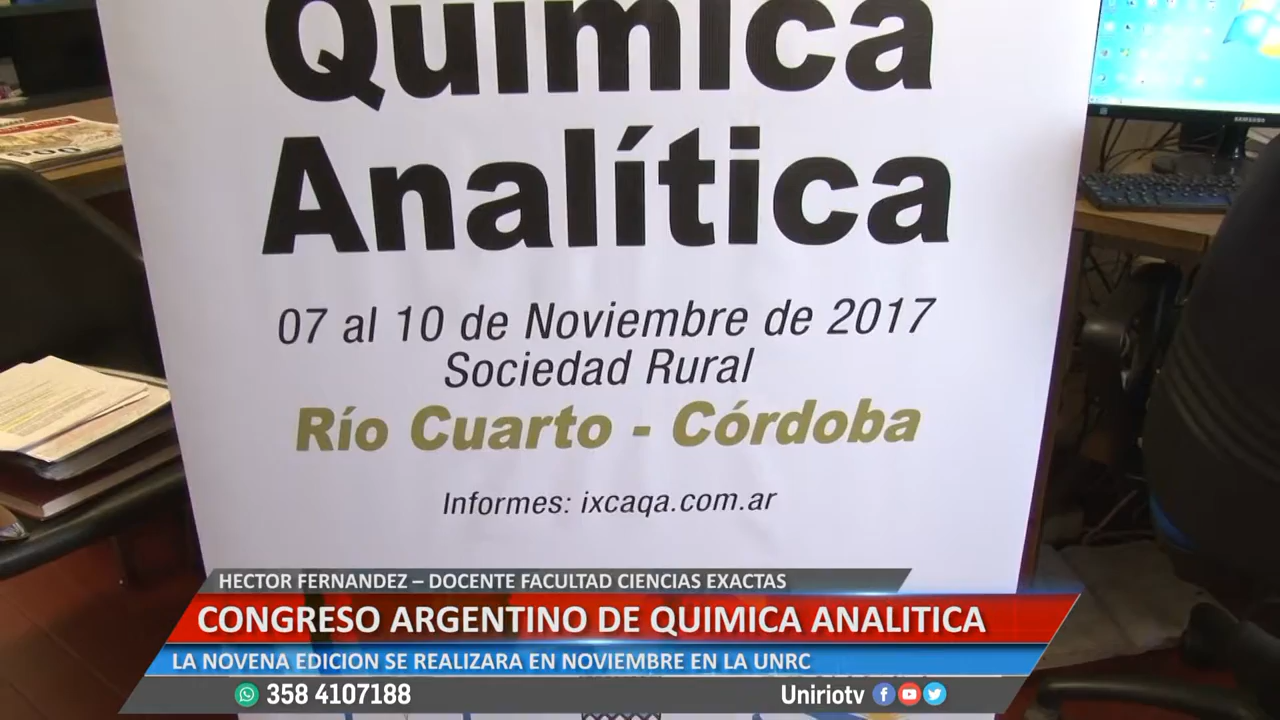 Química
Analítica
07 al 10 de Noviembre de 2017
Sociedad Rural
Río Cuarto - Córdoba
Informes: ixcaqa.com.ar
SAMSUNG
HECTOR FERNANDEZ – DOCENTE FACULTAD CIENCIAS EXACTAS
CONGRESO ARGENTINO DE QUIMICA ANALITICA
LA NOVENA EDICION SE REALIZARA EN NOVIEMBRE EN LA UNRC
358 4107188
Uniriotv